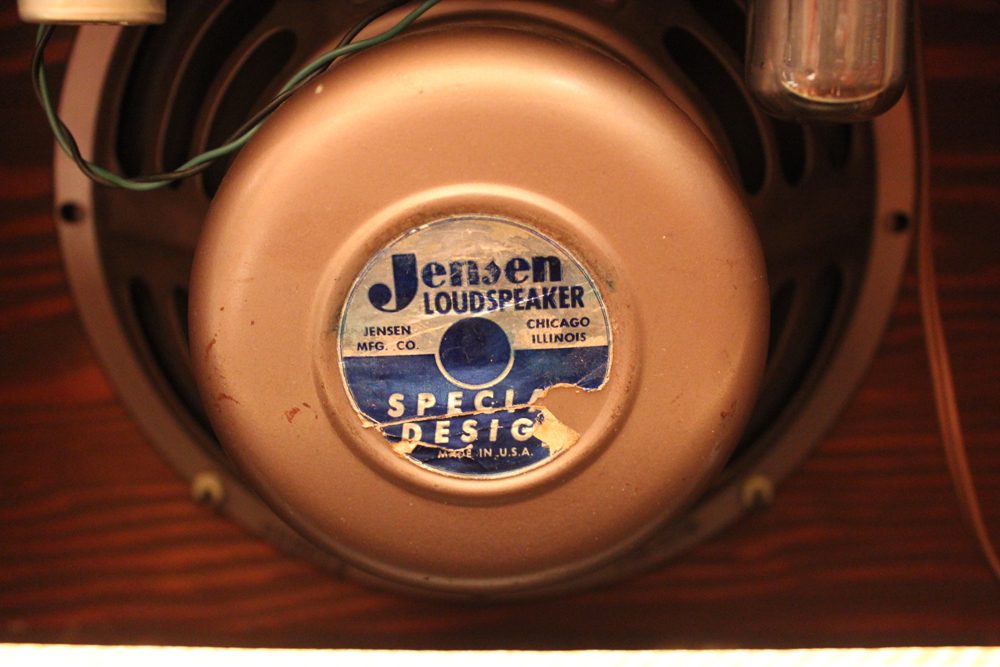 Jensen
LOUDSPEAKER
JENSEN
MFG. CO.
CHICAGO
ILLINOIS
SPECIA
DESIG
MADE IN U.S.A.